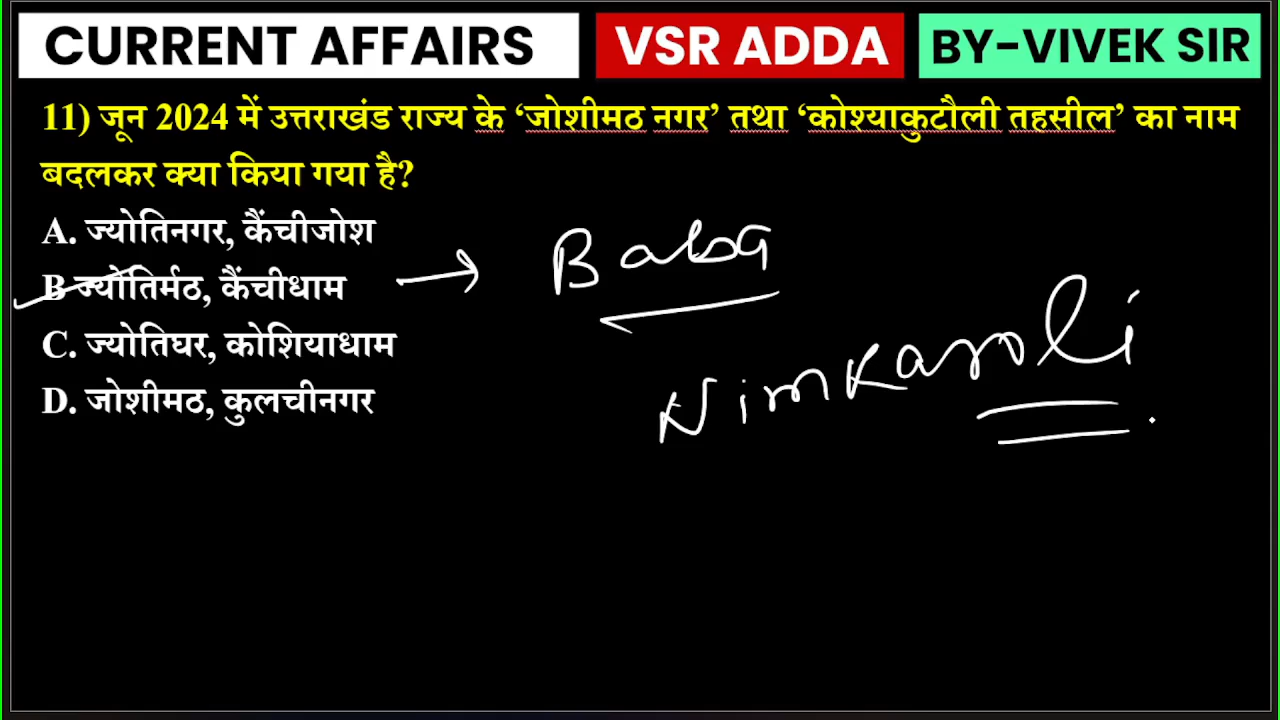 CURRENT AFFAIRS VSR ADDA BY-VIVEK SIR
11) जून 2024 में उत्तराखंड राज्य के ‘जोशीमठ नगर’ तथा ‘कोश्याकुटौली तहसील’ का नाम
बदलकर क्या किया गया है?
A. ज्योतिनगर, कैंचीजोश
B ज्योतिर्मठ, कैंचीधाम
C. ज्योतिघर, कोशियाधाम
D. जोशीमठ, कुलचीनगर
Baba
Nimkaroli